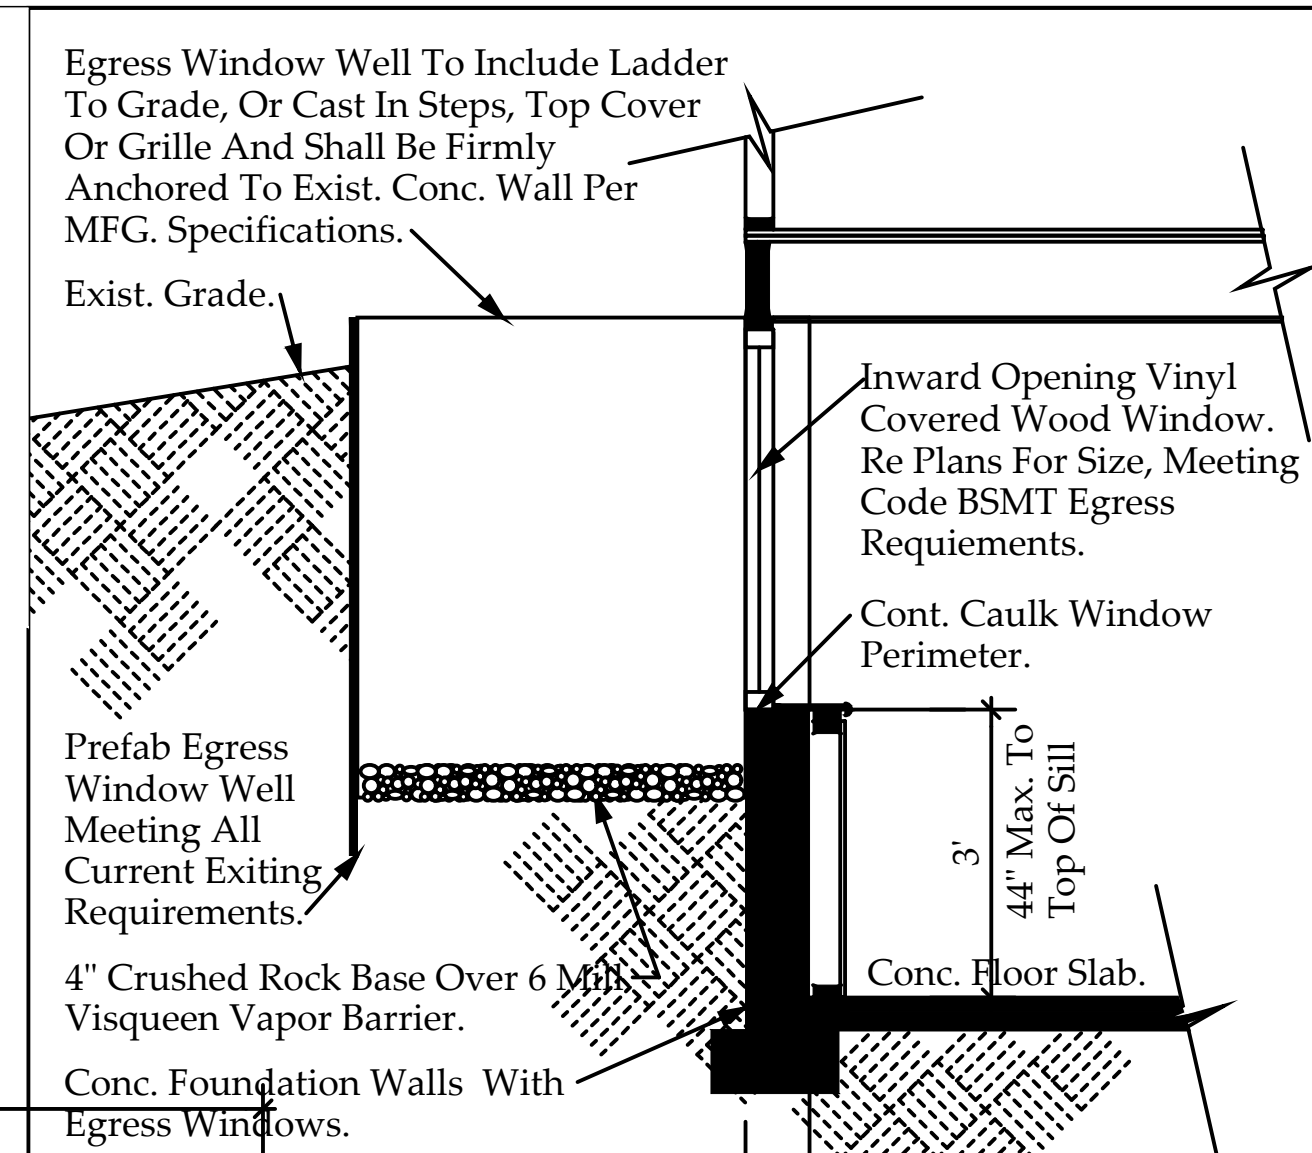 Egress Window Well To Include Ladder
To Grade, Or Cast In Steps, Top Cover
Or Grille And Shall Be Firmly
Anchored To Exist. Conc. Wall Per
MFG. Specifications.
Exist. Grade.
Inward Opening Vinyl
Covered Wood Window.
Re Plans For Size, Meeting
Code BSMT Egress
Requiements.
Cont. Caulk Window
Perimeter.
3'
44" Max. To
Top Of Sill
Prefab Egress
Window Well
Meeting All
Current Exiting
Requirements.
4" Crushed Rock Base Over 6 Mill
Visqueen Vapor Barrier.
Conc. Floor Slab.
Conc. Foundation Walls With
Egress Windows.